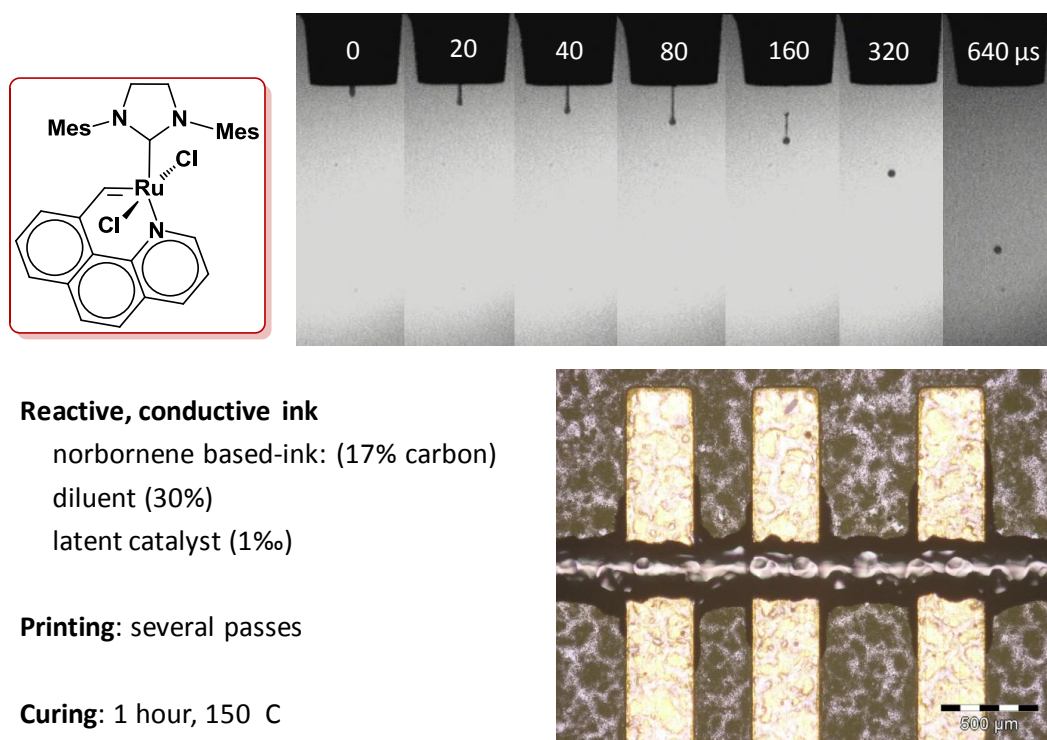 0 20 40 80 160 320 640 µs
N N
Mes Mes
Cl
Ru
Cl
N
Reactive, conductive ink
norbornene based-ink: (17% carbon)
diluent (30%)
latent catalyst (1‰)
Printing: several passes
Curing: 1 hour, 150 C
500 µm